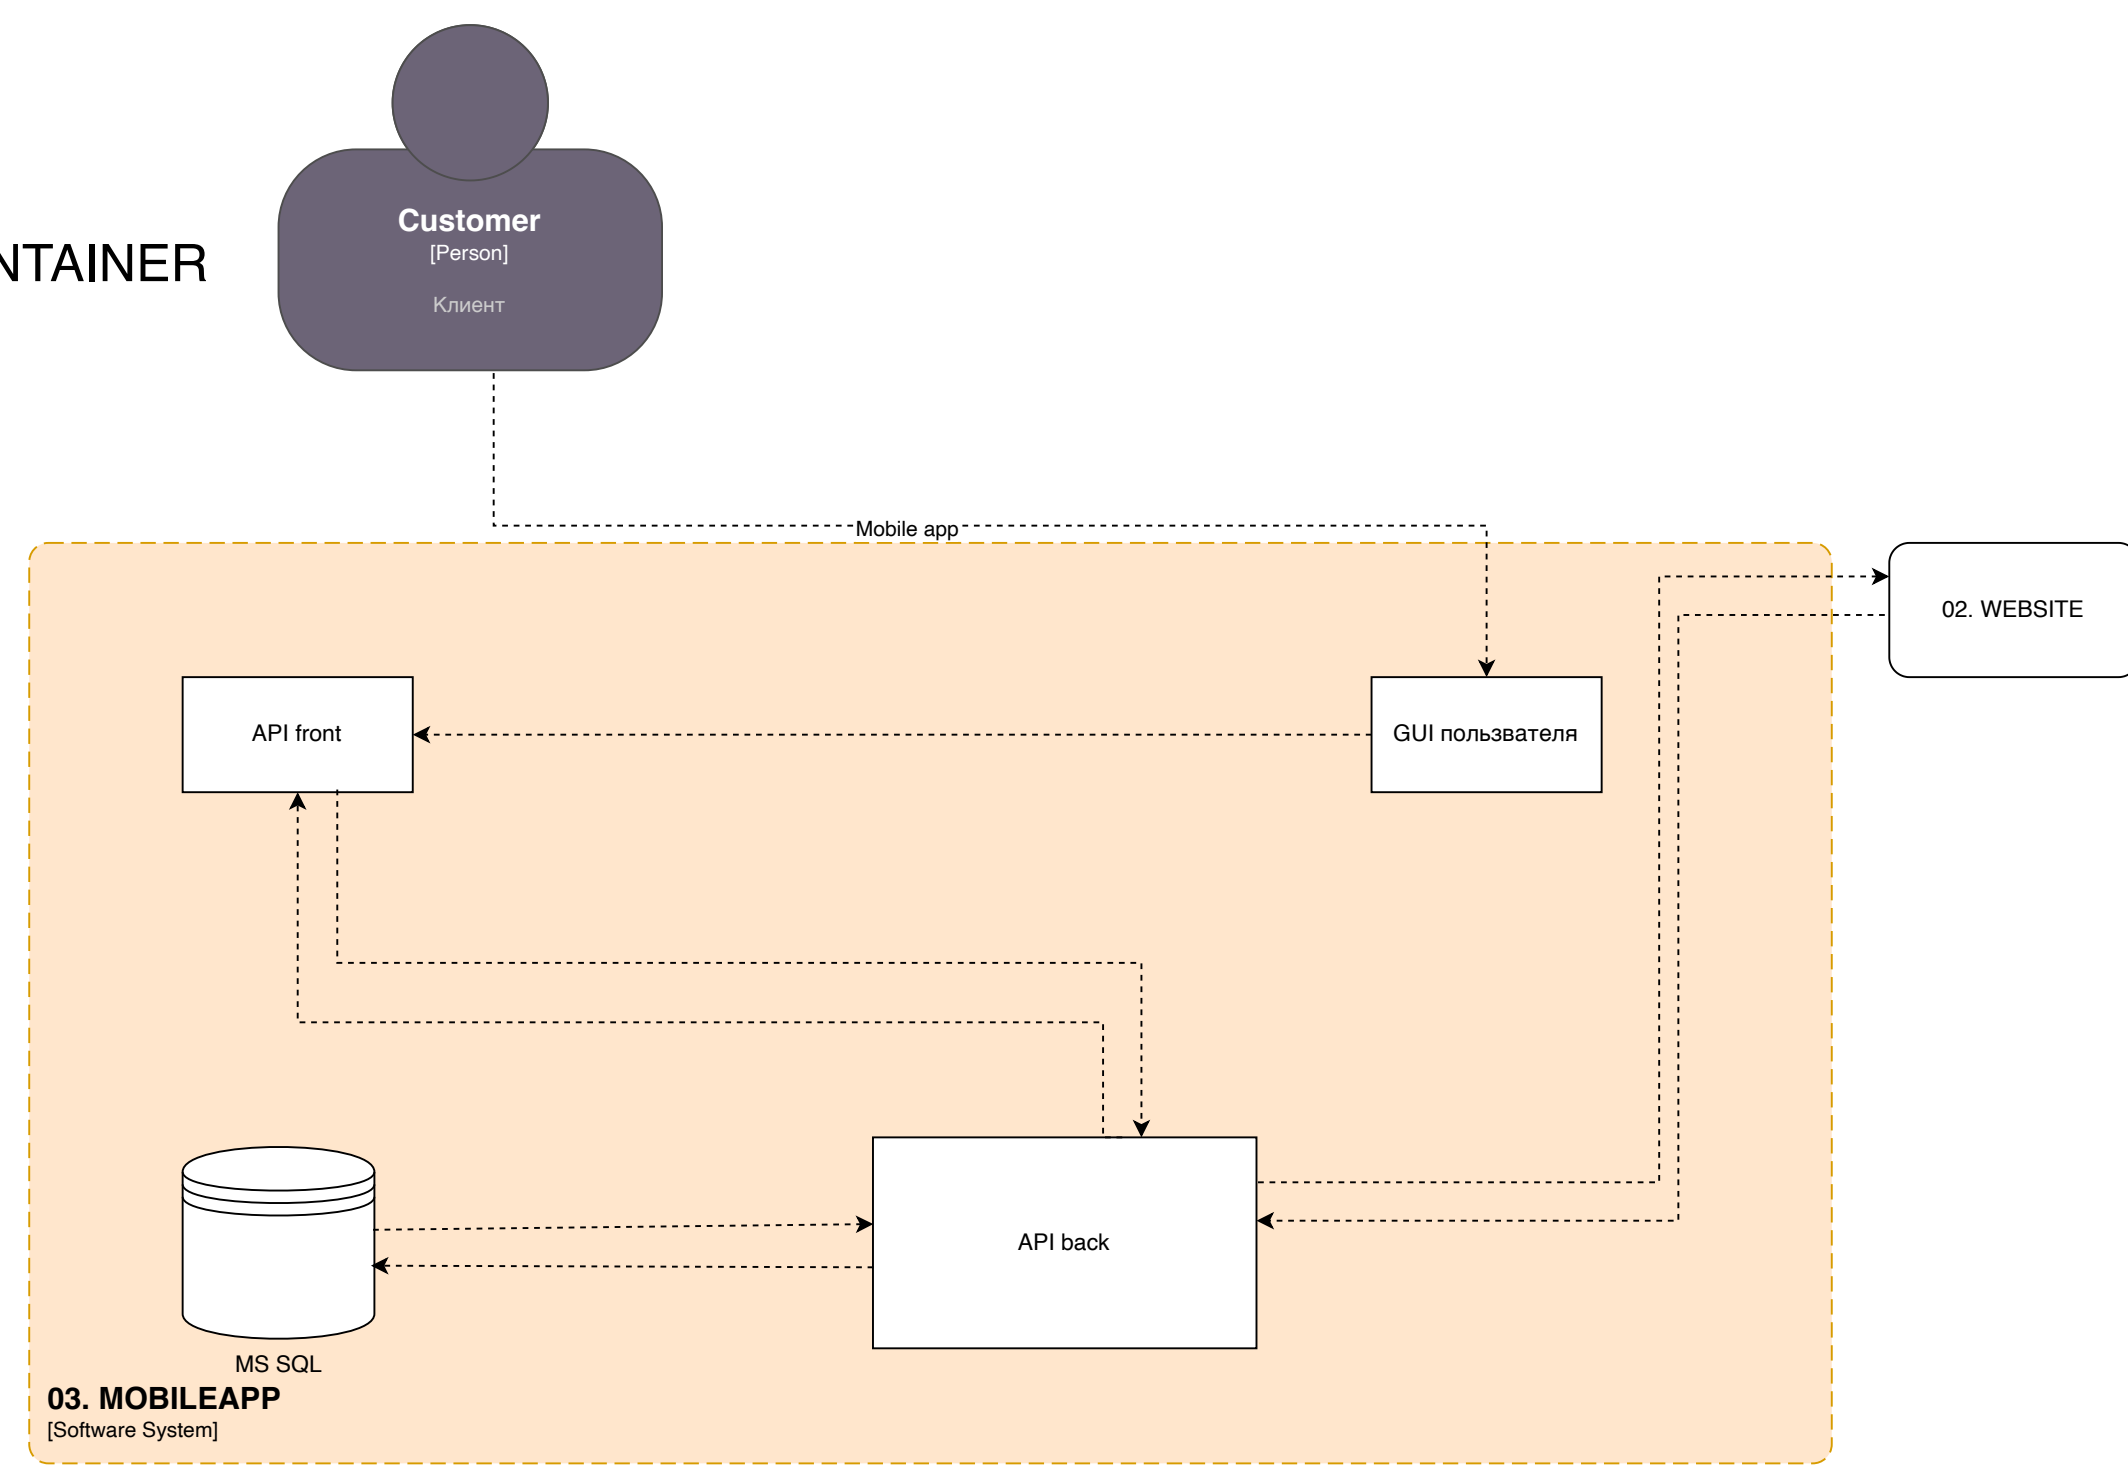 NTAINER
Customer
[Person]
Клиент
Mobile app
02. WEBSITE
API front
GUI пользвателя
API back
MS SQL
03. MOBILEAPP
[Software System]